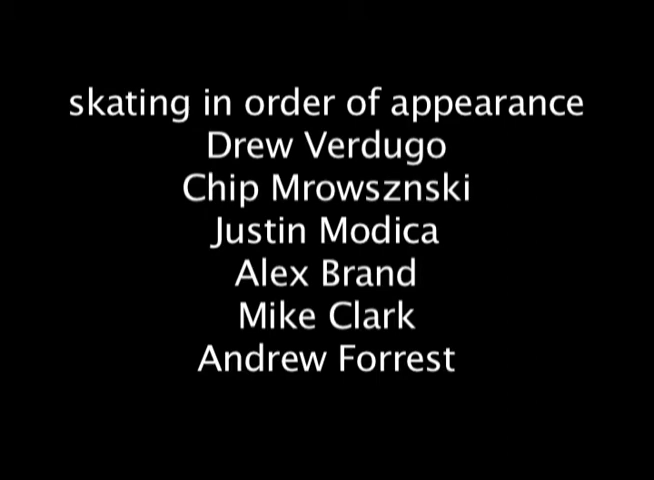 skating in order of appearance
Drew Verdugo
Chip Mrowsznski
Justin Modica
Alex Brand
Mike Clark
Andrew Forrest